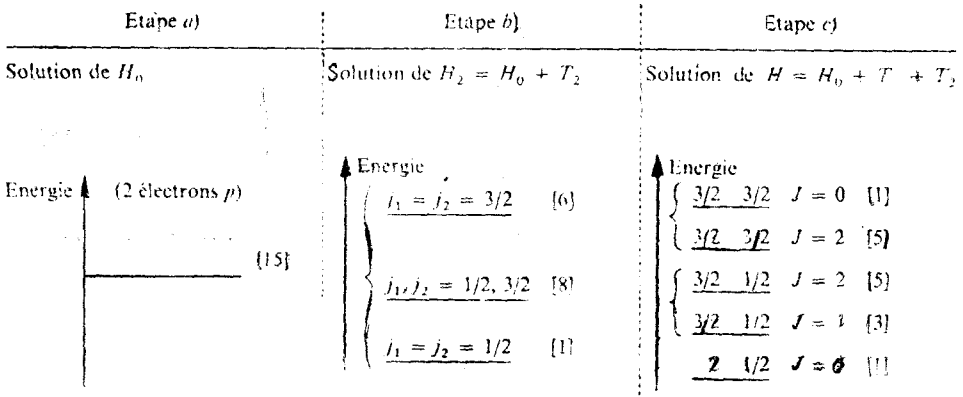 Etape a) Etape b) Etape c)
Solution de H₀ Solution de H₂ = H₀ + T₂ Solution de H = H₀ + T + T₂
Energie (2 électrons p)
[15]
Energie
j₁ = j₂ = 3/2 [6]
j₁, j₂ = 1/2, 3/2 [8]
j₁ = j₂ = 1/2 [1]
Energie
3/2 3/2 J = 0 [1]
3/2 3/2 J = 2 [5]
3/2 1/2 J = 2 [5]
3/2 1/2 J = 1 [3]
2 1/2 J = 0 [1]